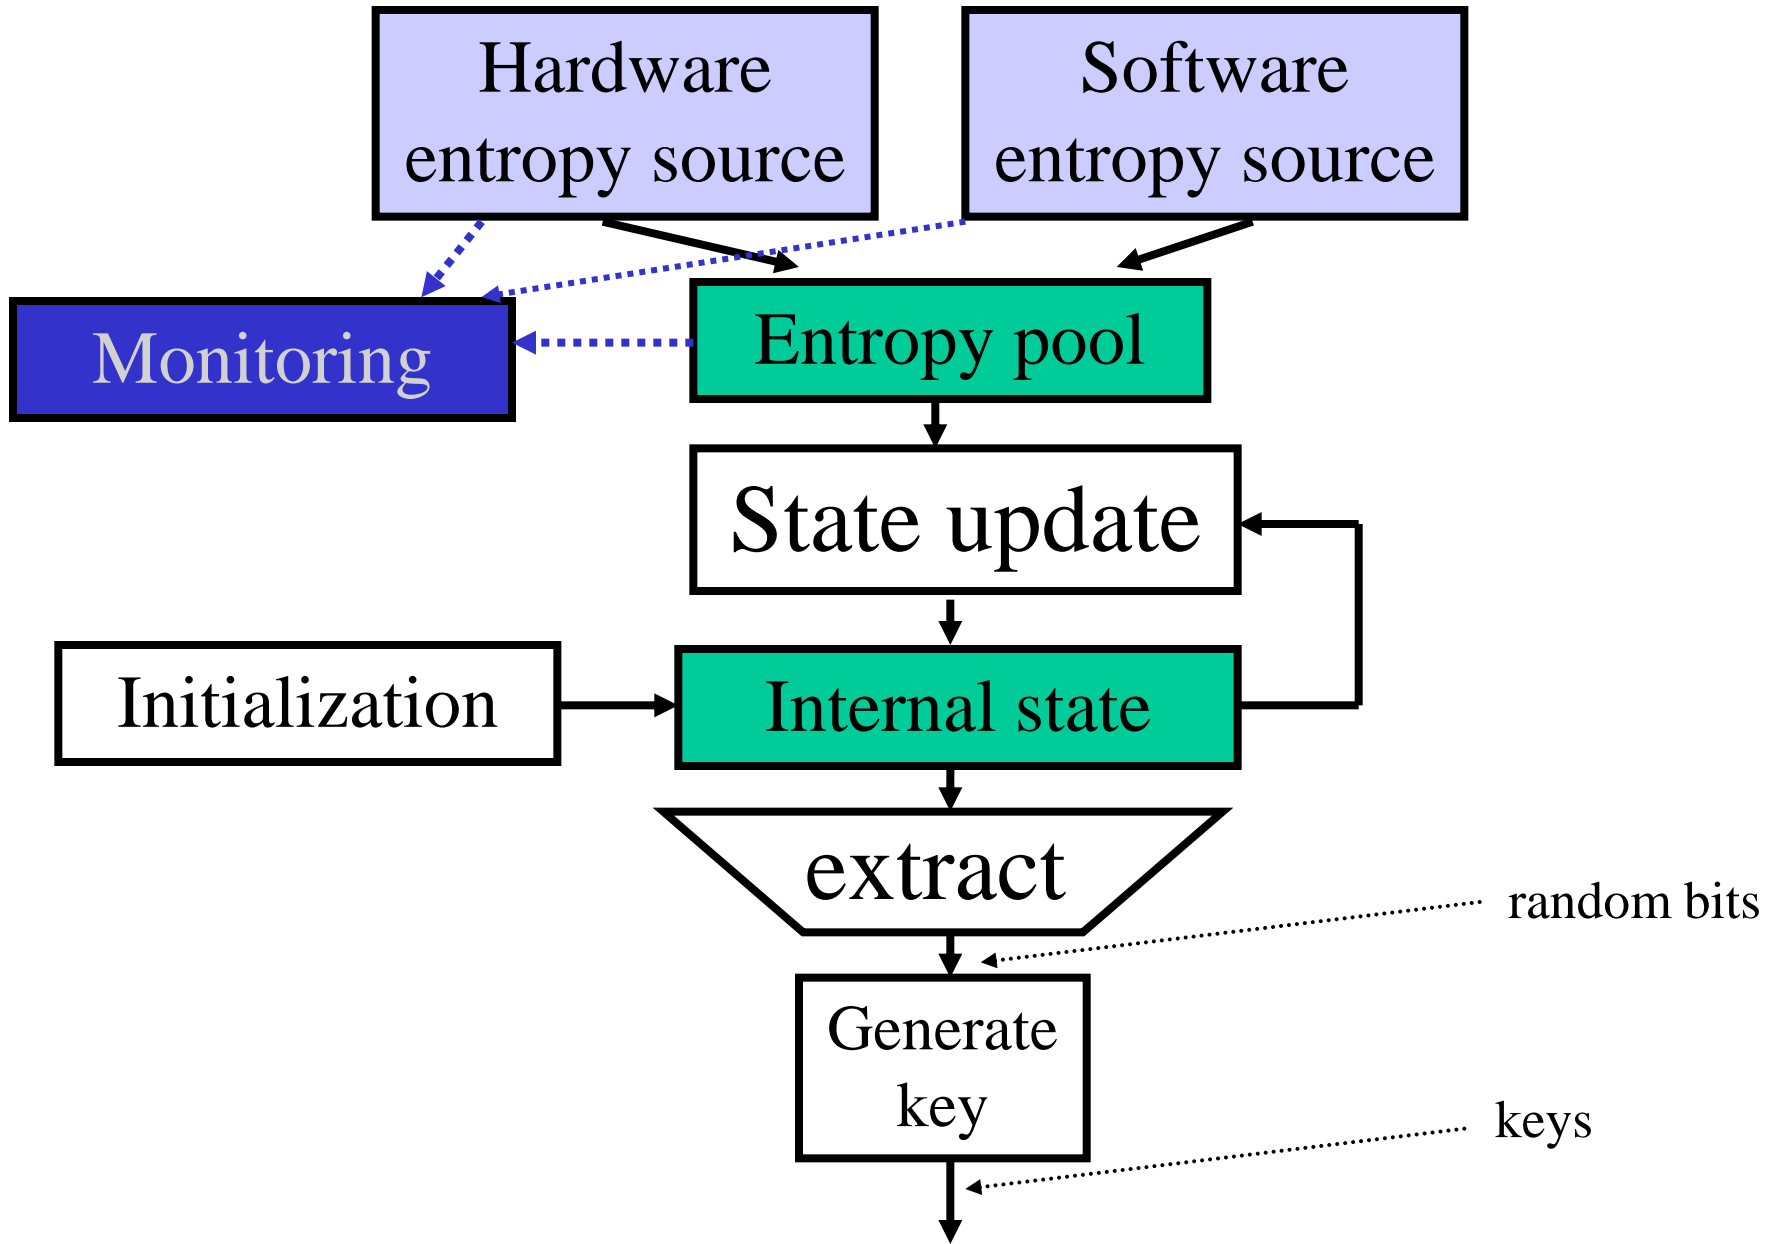 Hardware
entropy source
Software
entropy source
Monitoring
Entropy pool
State update
Initialization
Internal state
extract
random bits
Generate
key
keys